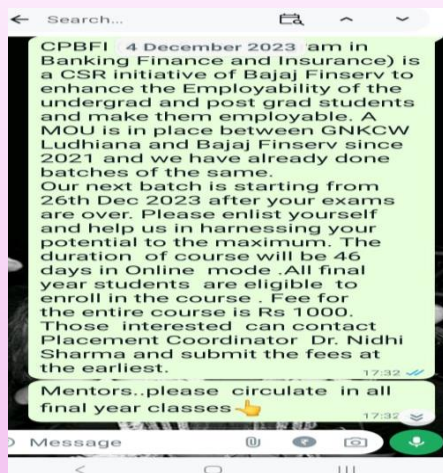 Search...
CPBFI 4 December 2023 am in
Banking Finance and Insurance) is
a CSR initiative of Bajaj Finserv to
enhance the Employability of the
undergrad and post grad students
and make them employable. A
MOU is in place between GNKCW
Ludhiana and Bajaj Finserv since
2021 and we have already done
batches of the same.
Our next batch is starting from
26th Dec 2023 after your exams
are over. Please enlist yourself
and help us in harnessing your
potential to the maximum. The
duration of course will be 46
days in Online mode .All final
year students are eligible to
enroll in the course . Fee for
the entire course is Rs 1000.
Those interested can contact
Placement Coordinator Dr. Nidhi
Sharma and submit the fees at
the earliest.
17:32
Mentors..please circulate in all
final year classes👆
17:32
Message